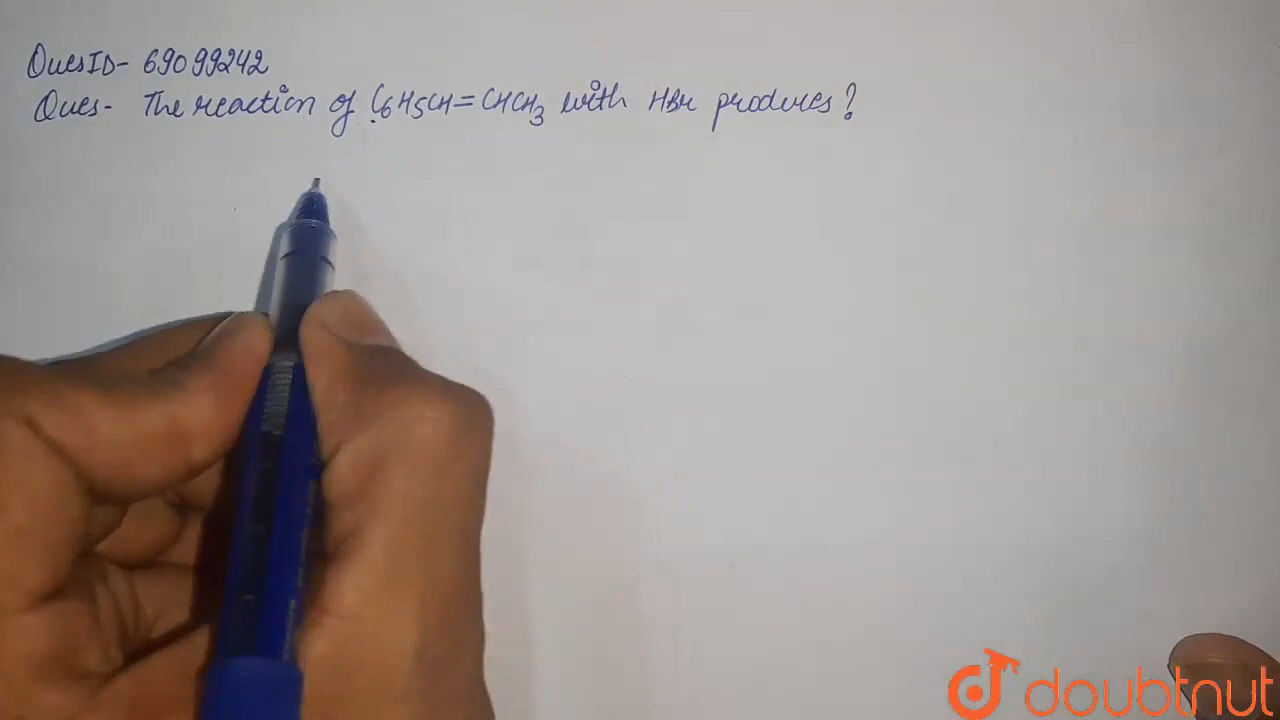 QuesID- 69099242
Ques- The reaction of C6H5CH=CHCH3 with HBr produces?
doubtnut